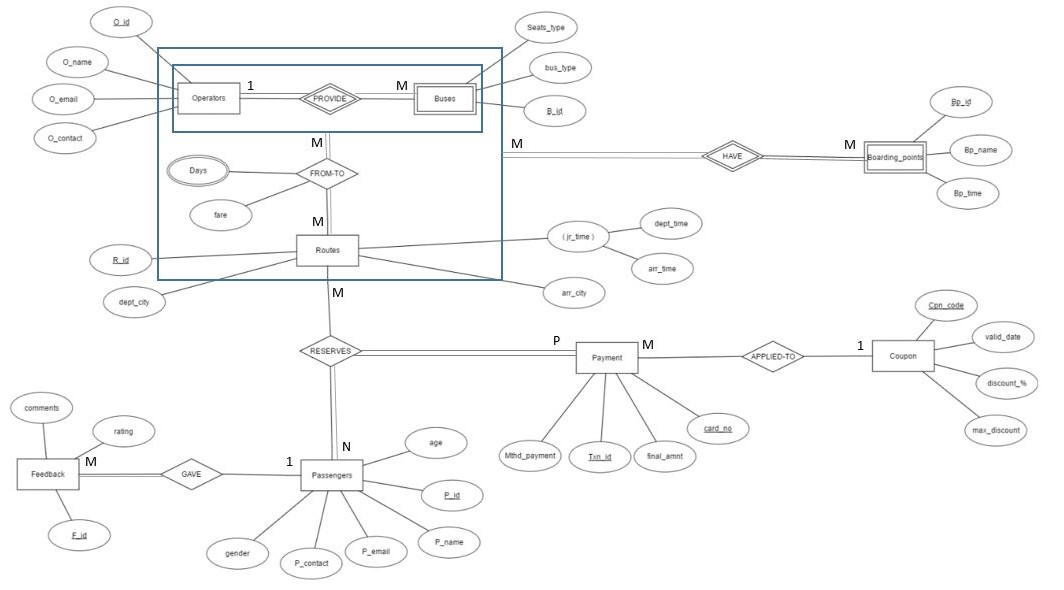 O_id
Seats_type
O_name
bus_type
O_email
Operators
1
PROVIDE
M
Buses
B_id
O_contact
Bp_id
M
M
HAVE
M
Boarding_points
Bp_name
Bp_time
Days
FROM-TO
fare
M
Routes
( jr_time )
dept_time
arr_time
R_id
dept_city
M
arr_city
Cpn_code
RESERVES
P
Payment
M
APPLIED-TO
1
Coupon
valid_date
discount_%
max_discount
comments
rating
card_no
Mthd_payment
Txn_id
final_amnt
Feedback
M
GAVE
1
N
Passengers
age
P_id
F_id
gender
P_contact
P_email
P_name